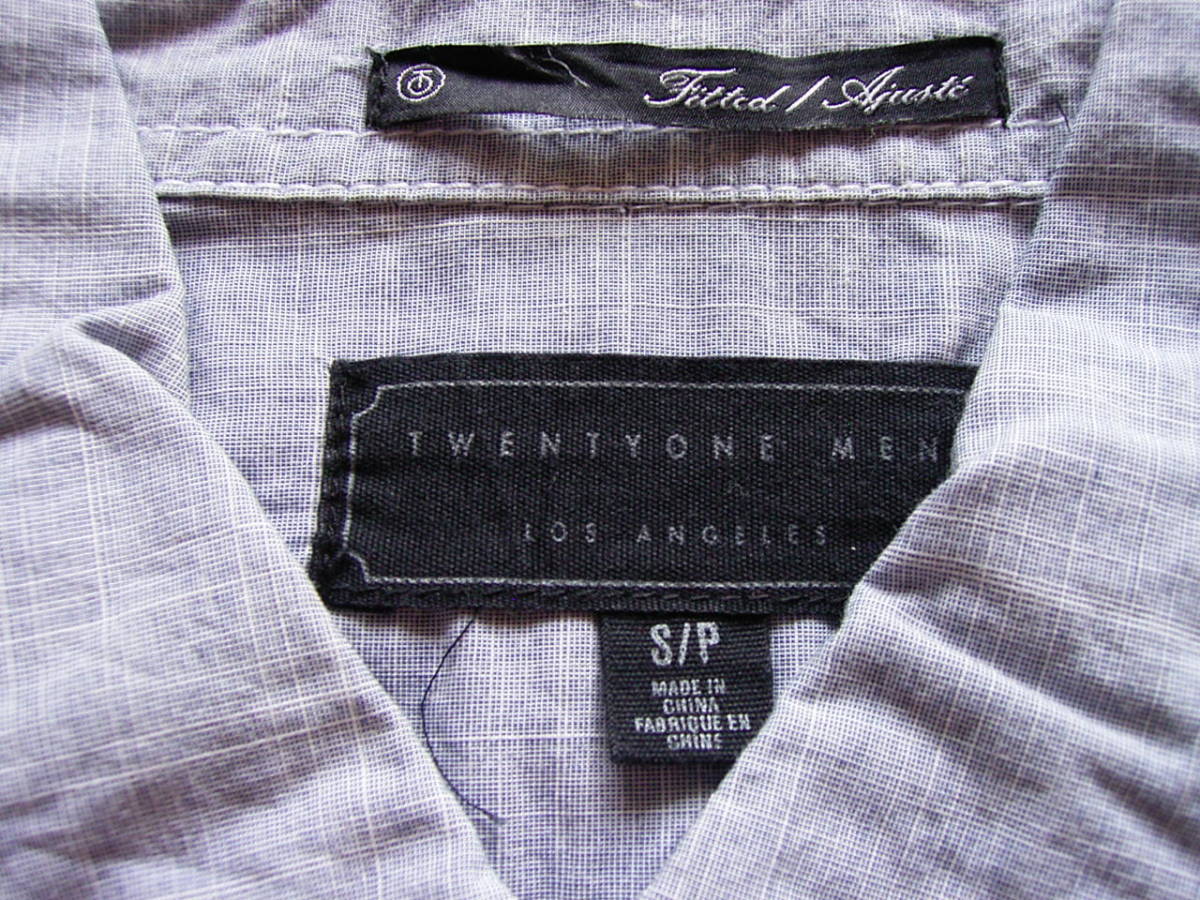 Fitted / Ajusté
TWENTYONE MEN
LOS ANGELES
S/P
MADE IN
CHINA
FABRIQUE EN
CHINE